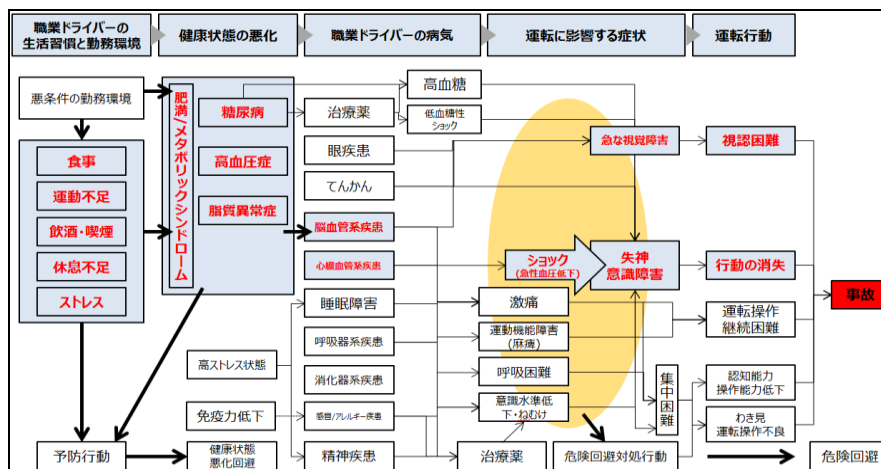 職業ドライバーの
生活習慣と勤務環境
健康状態の悪化
職業ドライバーの病気
運転に影響する症状
運転行動
悪条件の勤務環境
食事
運動不足
飲酒・喫煙
休息不足
ストレス
予防行動
肥満/メタボリックシンドローム
糖尿病
高血圧症
脂質異常症
高ストレス状態
免疫力低下
健康状態
悪化回避
治療薬
眼疾患
てんかん
脳血管系疾患
心臓血管系疾患
睡眠障害
呼吸器系疾患
消化器系疾患
感冒/アレルギー疾患
精神疾患
高血糖
低血糖性
ショック
ショック
(急性血圧低下)
激痛
運動機能障害
(麻痺)
呼吸困難
意識水準低
下・ねむけ
治療薬
急な視覚障害
失神
意識障害
集中困難
危険回避対処行動
視認困難
行動の消失
運転操作
継続困難
認知能力
操作能力低下
わき見
運転操作不良
事故
危険回避